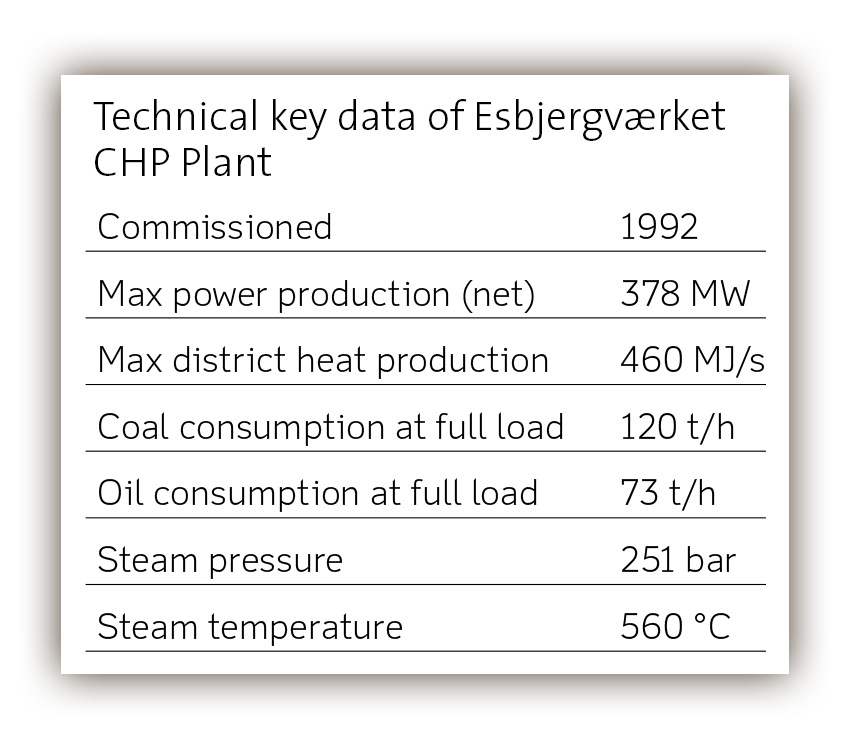 Technical key data of Esbjergværket
CHP Plant
Commissioned 1992
Max power production (net) 378 MW
Max district heat production 460 MJ/s
Coal consumption at full load 120 t/h
Oil consumption at full load 73 t/h
Steam pressure 251 bar
Steam temperature 560 °C